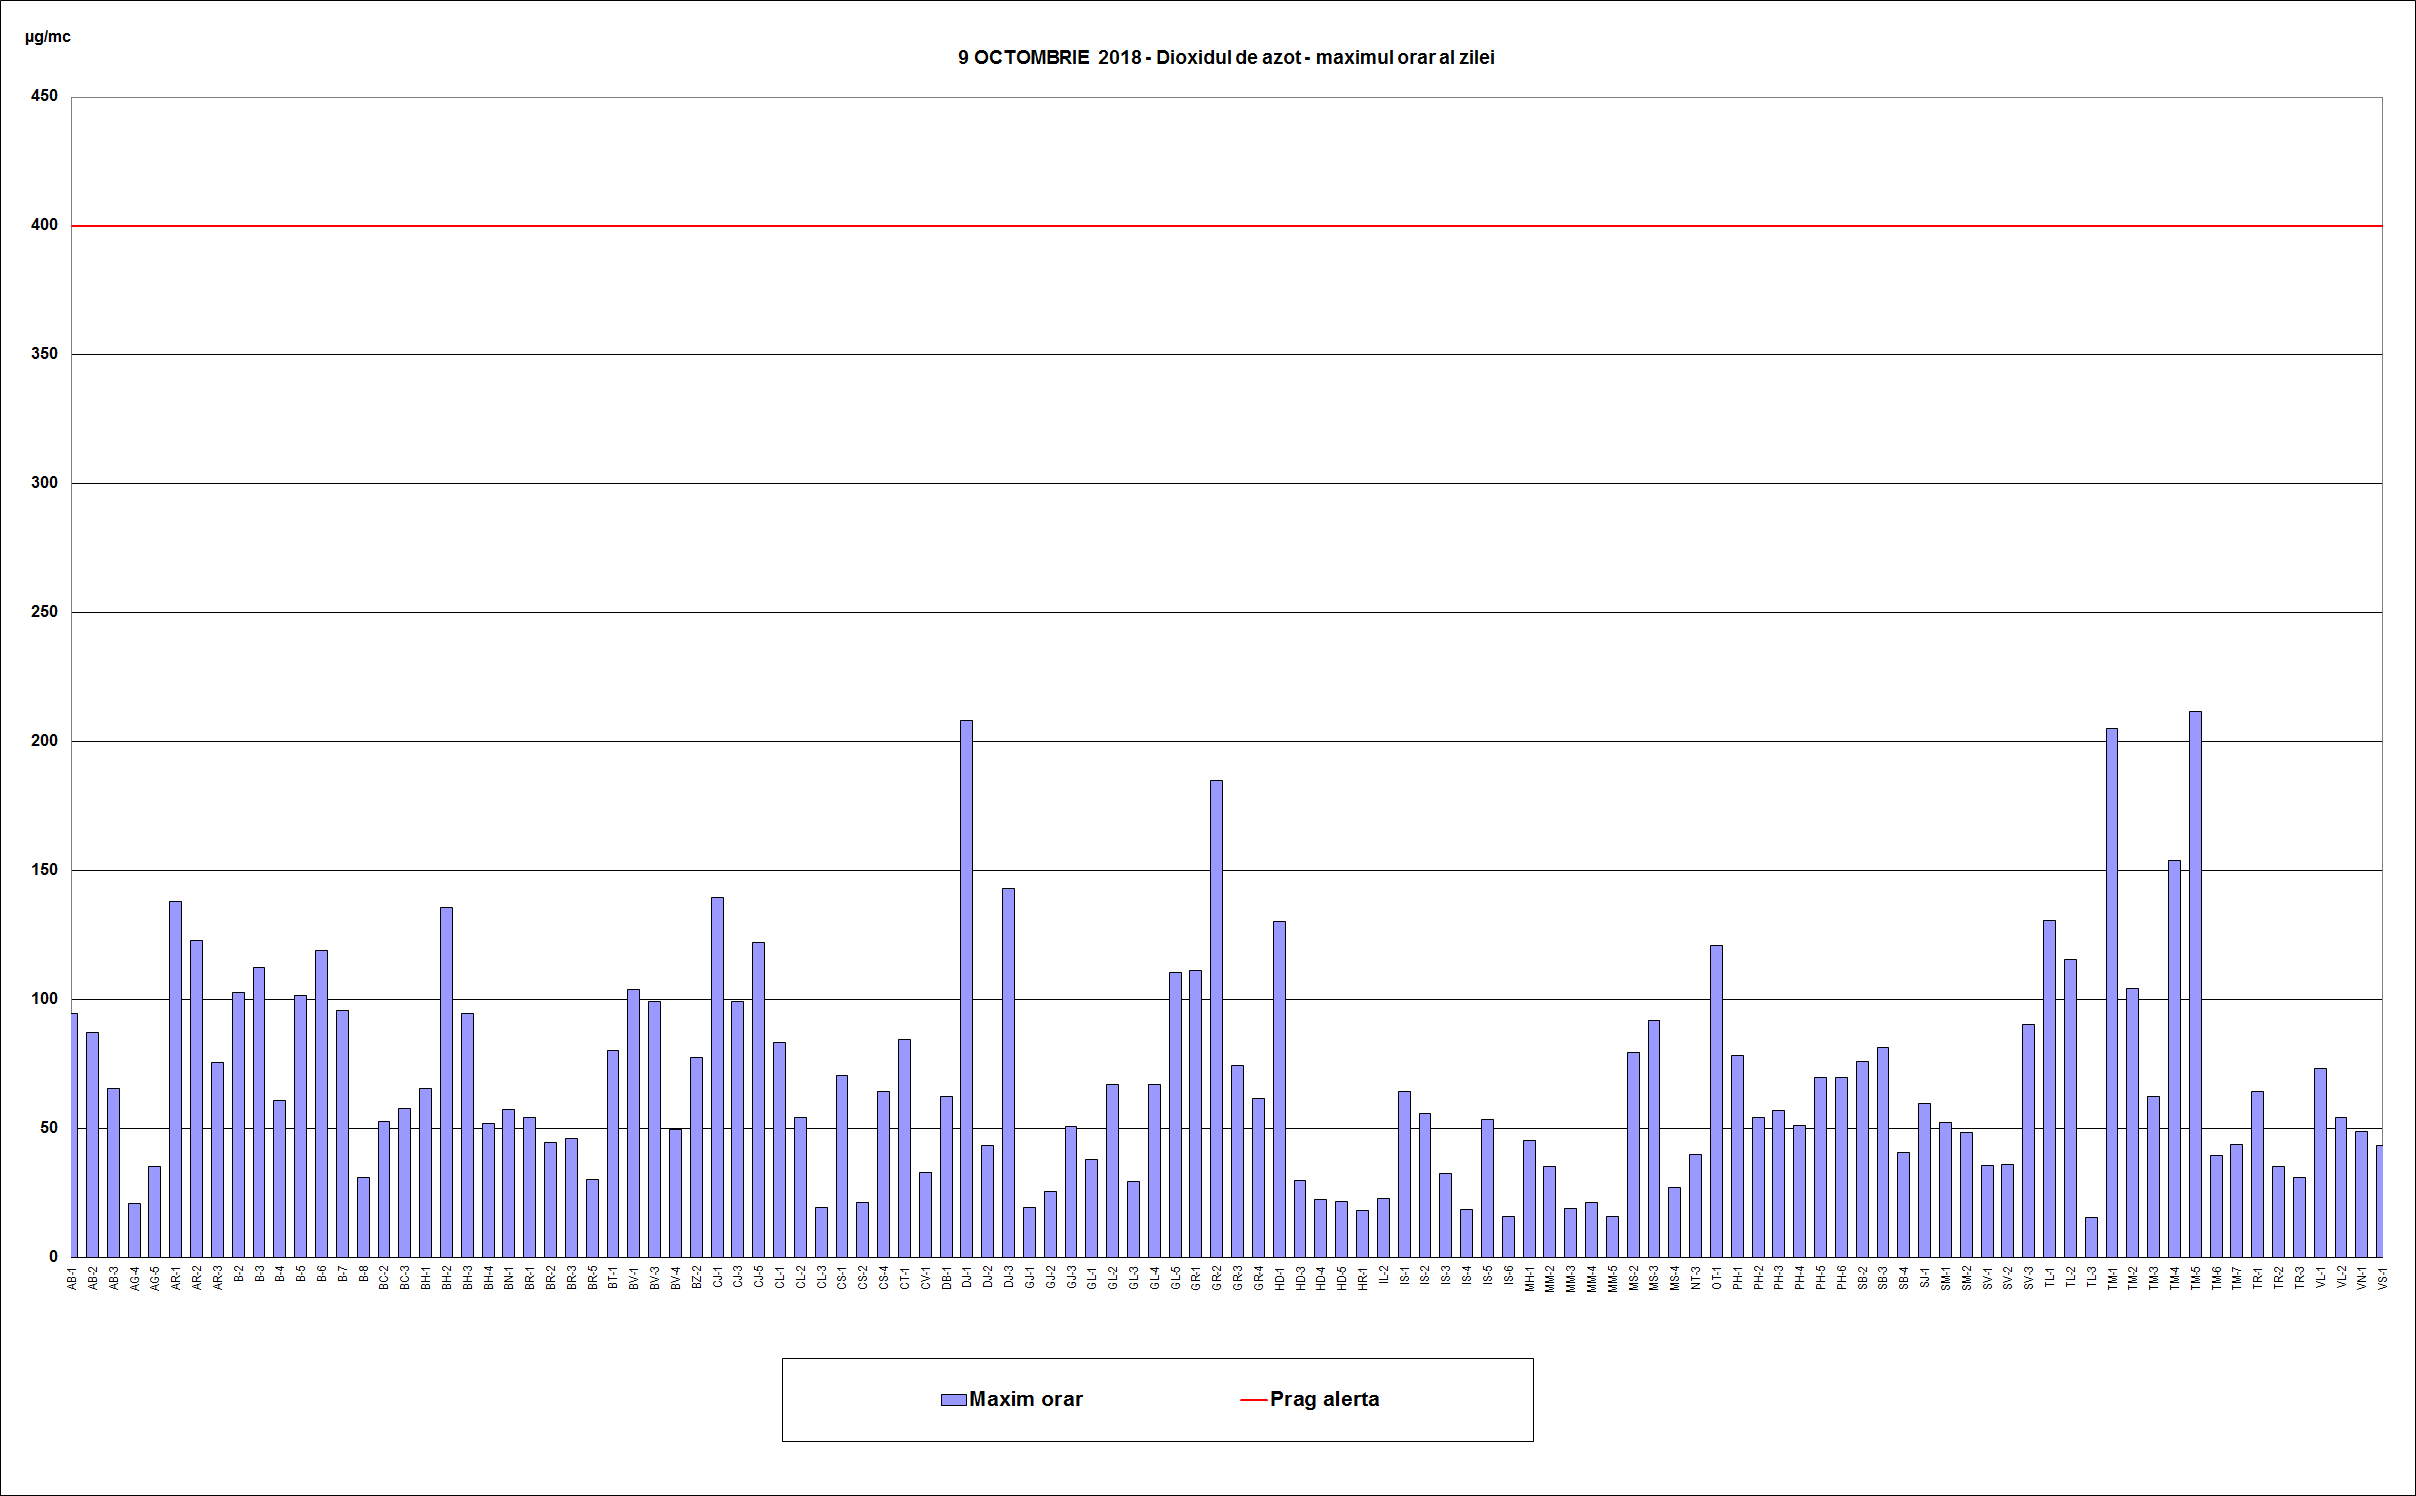 µg/mc
9 OCTOMBRIE 2018 - Dioxidul de azot - maximul orar al zilei
450
400
350
300
250
200
150
100
50
0
AB-1 AB-2 AB-3 AG-4 AG-5 AR-1 AR-2 AR-3 B-2 B-3 B-4 B-5 B-6 B-7 B-8 BC-2 BC-3 BH-1 BH-2 BH-3 BH-4 BN-1 BR-1 BR-2 BR-3 BR-5 BT-1 BV-1 BV-3 BV-4 BZ-2 CJ-1 CJ-3 CJ-5 CL-1 CL-2 CL-3 CS-1 CS-2 CS-4 CT-1 CV-1 DB-1 DJ-1 DJ-2 DJ-3 GJ-1 GJ-2 GJ-3 GL-1 GL-2 GL-3 GL-4 GL-5 GR-1 GR-2 GR-3 GR-4 HD-1 HD-3 HD-4 HD-5 HR-1 IL-2 IS-1 IS-2 IS-3 IS-4 IS-5 IS-6 MH-1 MM-2 MM-3 MM-4 MM-5 MS-2 MS-3 MS-4 NT-3 OT-1 PH-1 PH-2 PH-3 PH-4 PH-5 PH-6 SB-2 SB-3 SB-4 SJ-1 SM-1 SM-2 SV-1 SV-2 SV-3 TL-1 TL-2 TL-3 TM-1 TM-2 TM-3 TM-4 TM-5 TM-6 TM-7 TR-1 TR-2 TR-3 VL-1 VL-2 VN-1 VS-1
Maxim orar Prag alerta